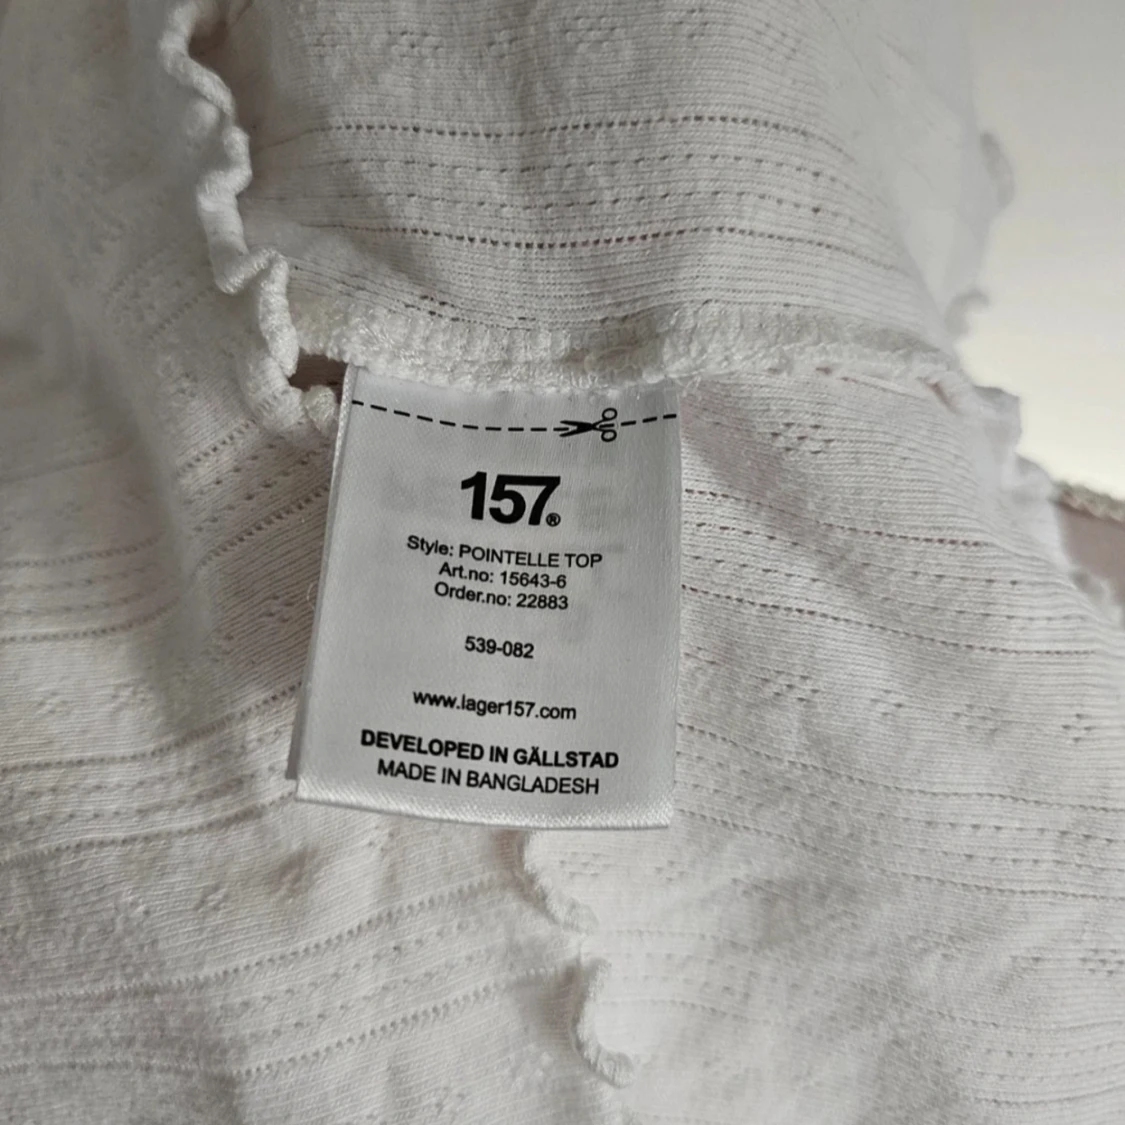 157®
Style: POINTELLE TOP
Art.no: 15643-6
Order.no: 22883
539-082
www.lager157.com
DEVELOPED IN GÄLLSTAD
MADE IN BANGLADESH